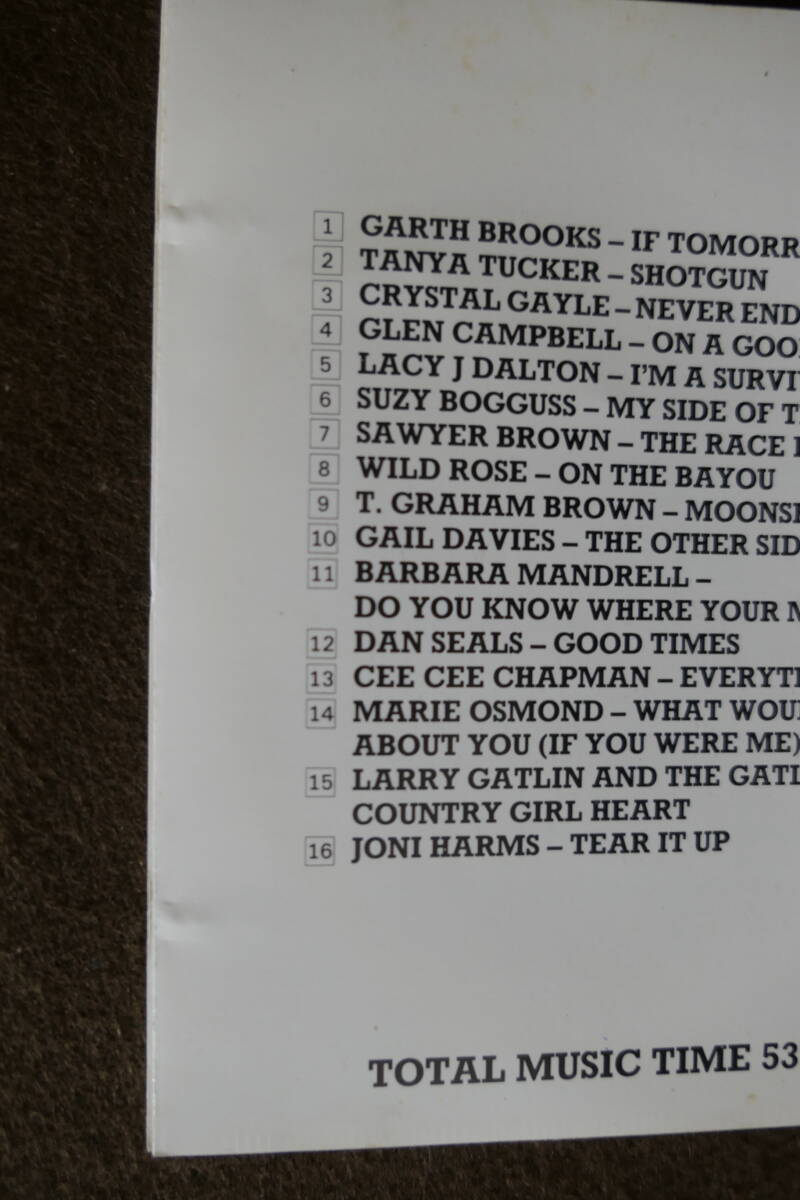 1 GARTH BROOKS – IF TOMORR
2 TANYA TUCKER – SHOTGUN
3 CRYSTAL GAYLE – NEVER END
4 GLEN CAMPBELL – ON A GOO
5 LACY J DALTON – I'M A SURVI
6 SUZY BOGGUSS – MY SIDE OF T
7 SAWYER BROWN – THE RACE
8 WILD ROSE – ON THE BAYOU
9 T. GRAHAM BROWN – MOONS
10 GAIL DAVIES – THE OTHER SID
11 BARBARA MANDRELL –
DO YOU KNOW WHERE YOUR
12 DAN SEALS – GOOD TIMES
13 CEE CEE CHAPMAN – EVERYT
14 MARIE OSMOND – WHAT WOU
ABOUT YOU (IF YOU WERE ME)
15 LARRY GATLIN AND THE GATL
COUNTRY GIRL HEART
16 JONI HARMS – TEAR IT UP
TOTAL MUSIC TIME 53